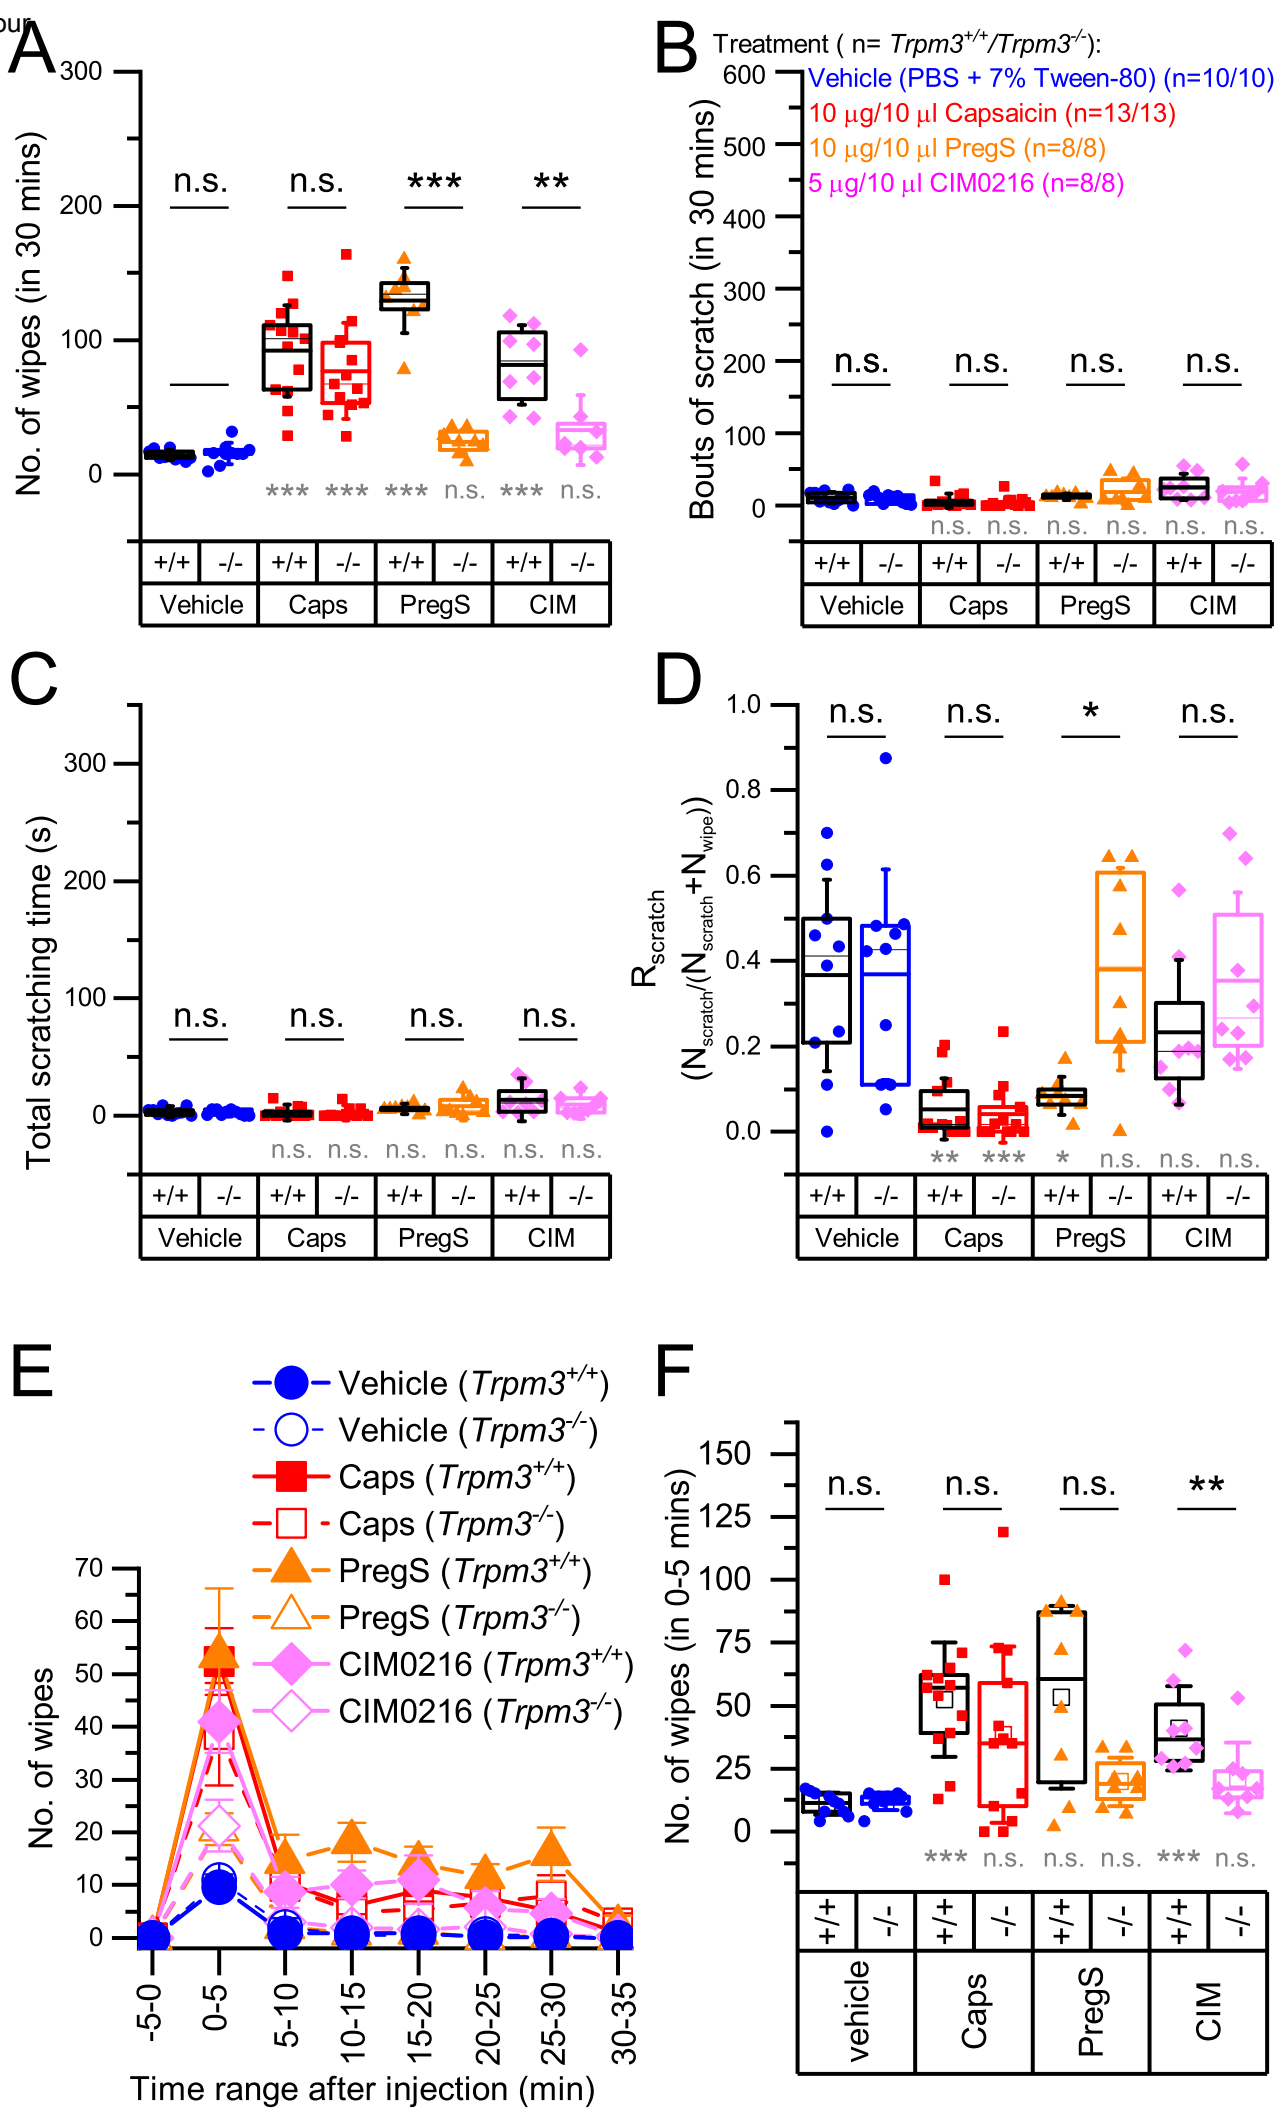 our
A
300
200
100
0
No. of wipes (in 30 mins)
n.s. n.s. *** **
*** *** *** n.s. *** n.s.
+/+ -/- +/+ -/- +/+ -/- +/+ -/-
Vehicle Caps PregS CIM
B
Treatment ( n= Trpm3+/+/Trpm3-/-):
Vehicle (PBS + 7% Tween-80) (n=10/10)
10 µg/10 µl Capsaicin (n=13/13)
10 µg/10 µl PregS (n=8/8)
5 µg/10 µl CIM0216 (n=8/8)
600
500
400
300
200
100
0
Bouts of scratch (in 30 mins)
n.s. n.s. n.s. n.s.
n.s. n.s. n.s. n.s. n.s. n.s.
+/+ -/- +/+ -/- +/+ -/- +/+ -/-
Vehicle Caps PregS CIM
C
300
200
100
0
Total scratching time (s)
n.s. n.s. n.s. n.s.
n.s. n.s. n.s. n.s. n.s. n.s.
+/+ -/- +/+ -/- +/+ -/- +/+ -/-
Vehicle Caps PregS CIM
D
1.0
0.8
0.6
0.4
0.2
0.0
Rscratch
(Nscratch/(Nscratch+Nwipe))
n.s. n.s. * n.s.
** *** * n.s. n.s. n.s.
+/+ -/- +/+ -/- +/+ -/- +/+ -/-
Vehicle Caps PregS CIM
E
Vehicle (Trpm3+/+)
Vehicle (Trpm3-/-)
Caps (Trpm3+/+)
Caps (Trpm3-/-)
PregS (Trpm3+/+)
PregS (Trpm3-/-)
CIM0216 (Trpm3+/+)
CIM0216 (Trpm3-/-)
70
60
50
40
30
20
10
0
No. of wipes
-5-0 0-5 5-10 10-15 15-20 20-25 25-30 30-35
Time range after injection (min)
F
150
125
100
75
50
25
0
No. of wipes (in 0-5 mins)
n.s. n.s. n.s. **
*** n.s. n.s. n.s. *** n.s.
+/+ -/- +/+ -/- +/+ -/- +/+ -/-
vehicle Caps PregS CIM